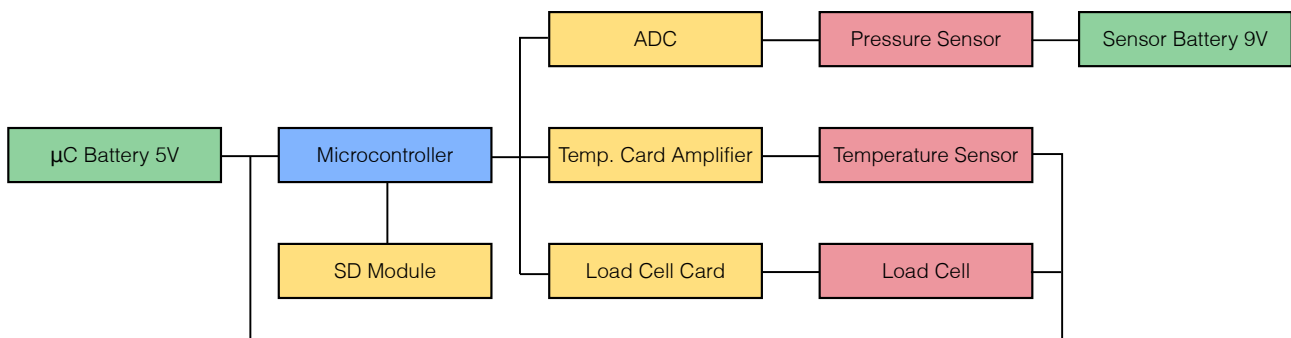 ADC
Pressure Sensor
Sensor Battery 9V
µC Battery 5V
Microcontroller
Temp. Card Amplifier
Temperature Sensor
SD Module
Load Cell Card
Load Cell